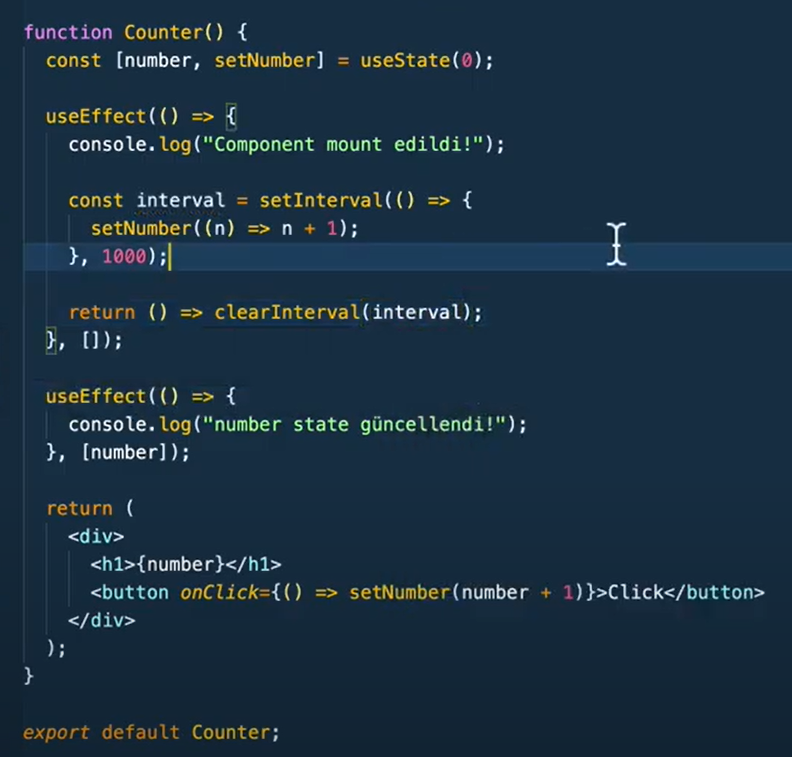 function Counter() {
const [number, setNumber] = useState(0);
useEffect(() => {
console.log("Component mount edildi!");
const interval = setInterval(() => {
setNumber((n) => n + 1);
}, 1000);
return () => clearInterval(interval);
}, []);
useEffect(() => {
console.log("number state güncellendi!");
}, [number]);
return (
<div>
<h1>{number}</h1>
<button onClick={() => setNumber(number + 1)}>Click</button>
</div>
);
}
export default Counter;